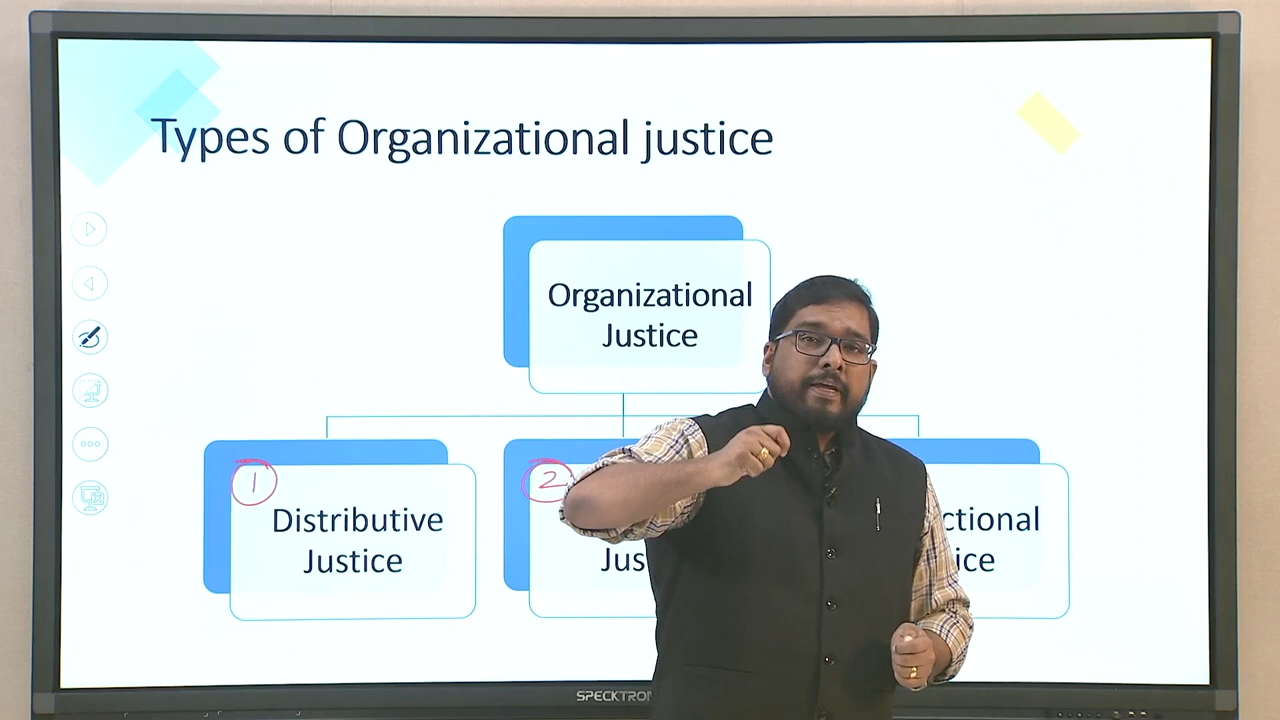 Types of Organizational justice
Organizational
Justice
1
Distributive
Justice
2
Jus
ctional
ice
SPECKTRON